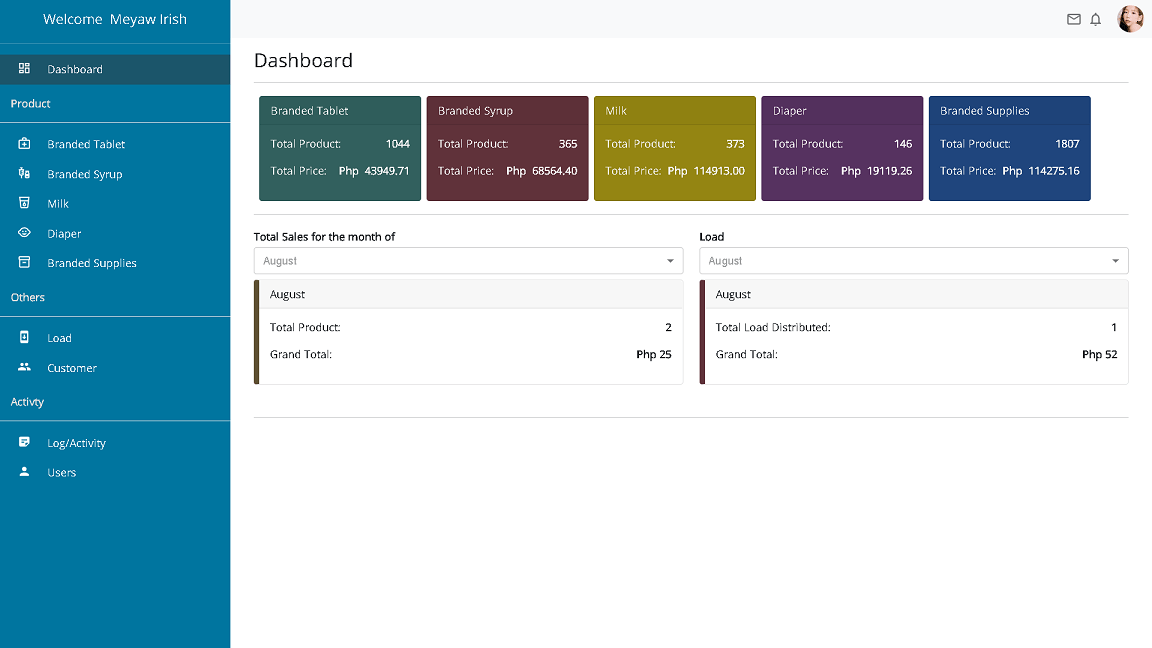 Welcome Meyaw Irish
Dashboard
Product
Branded Tablet
Branded Syrup
Milk
Diaper
Branded Supplies
Others
Load
Customer
Activty
Log/Activity
Users
Dashboard
Branded Tablet
Total Product: 1044
Total Price: Php 43949.71
Branded Syrup
Total Product: 365
Total Price: Php 68564.40
Milk
Total Product: 373
Total Price: Php 114913.00
Diaper
Total Product: 146
Total Price: Php 19119.26
Branded Supplies
Total Product: 1807
Total Price: Php 114275.16
Total Sales for the month of
August
August
Total Product: 2
Grand Total: Php 25
Load
August
August
Total Load Distributed: 1
Grand Total: Php 52